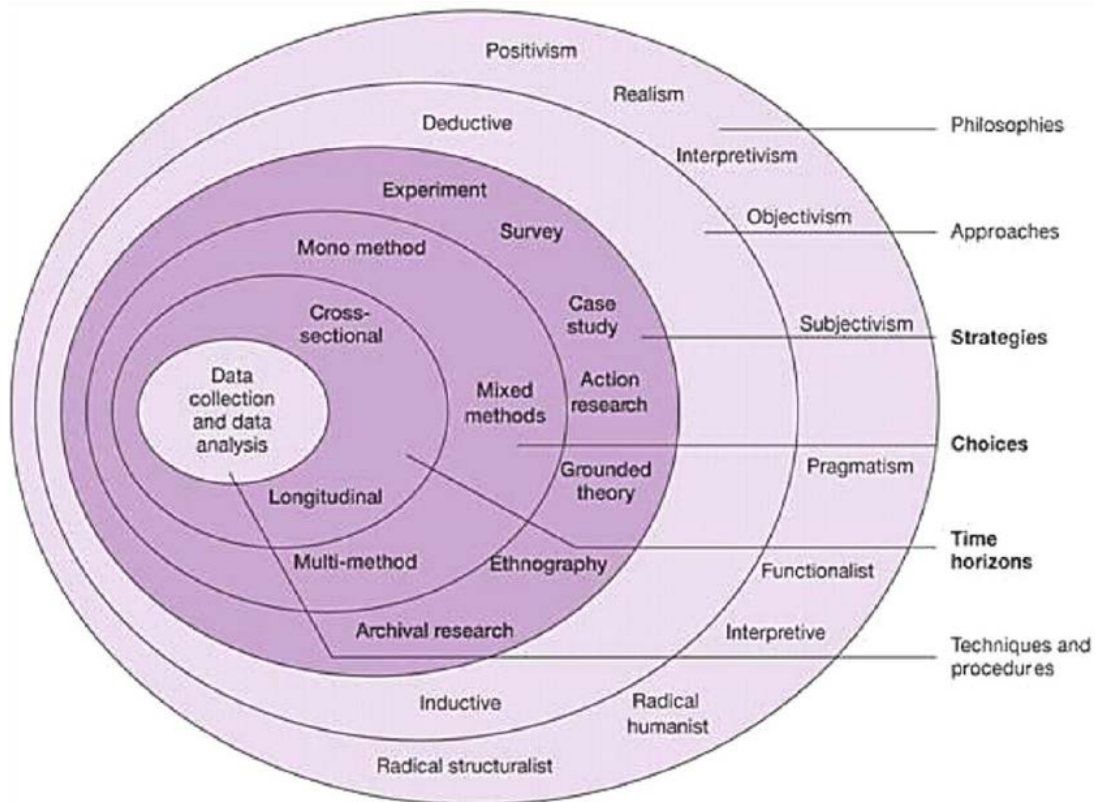 Positivism
Realism
Philosophies
Deductive
Interpretivism
Experiment
Objectivism
Approaches
Survey
Mono method
Case
study
Cross-
sectional
Subjectivism
Strategies
Data
collection
and data
analysis
Mixed
methods
Action
research
Choices
Grounded
theory
Pragmatism
Longitudinal
Time
horizons
Multi-method
Ethnography
Functionalist
Archival research
Interpretive
Techniques and
procedures
Inductive
Radical
humanist
Radical structuralist